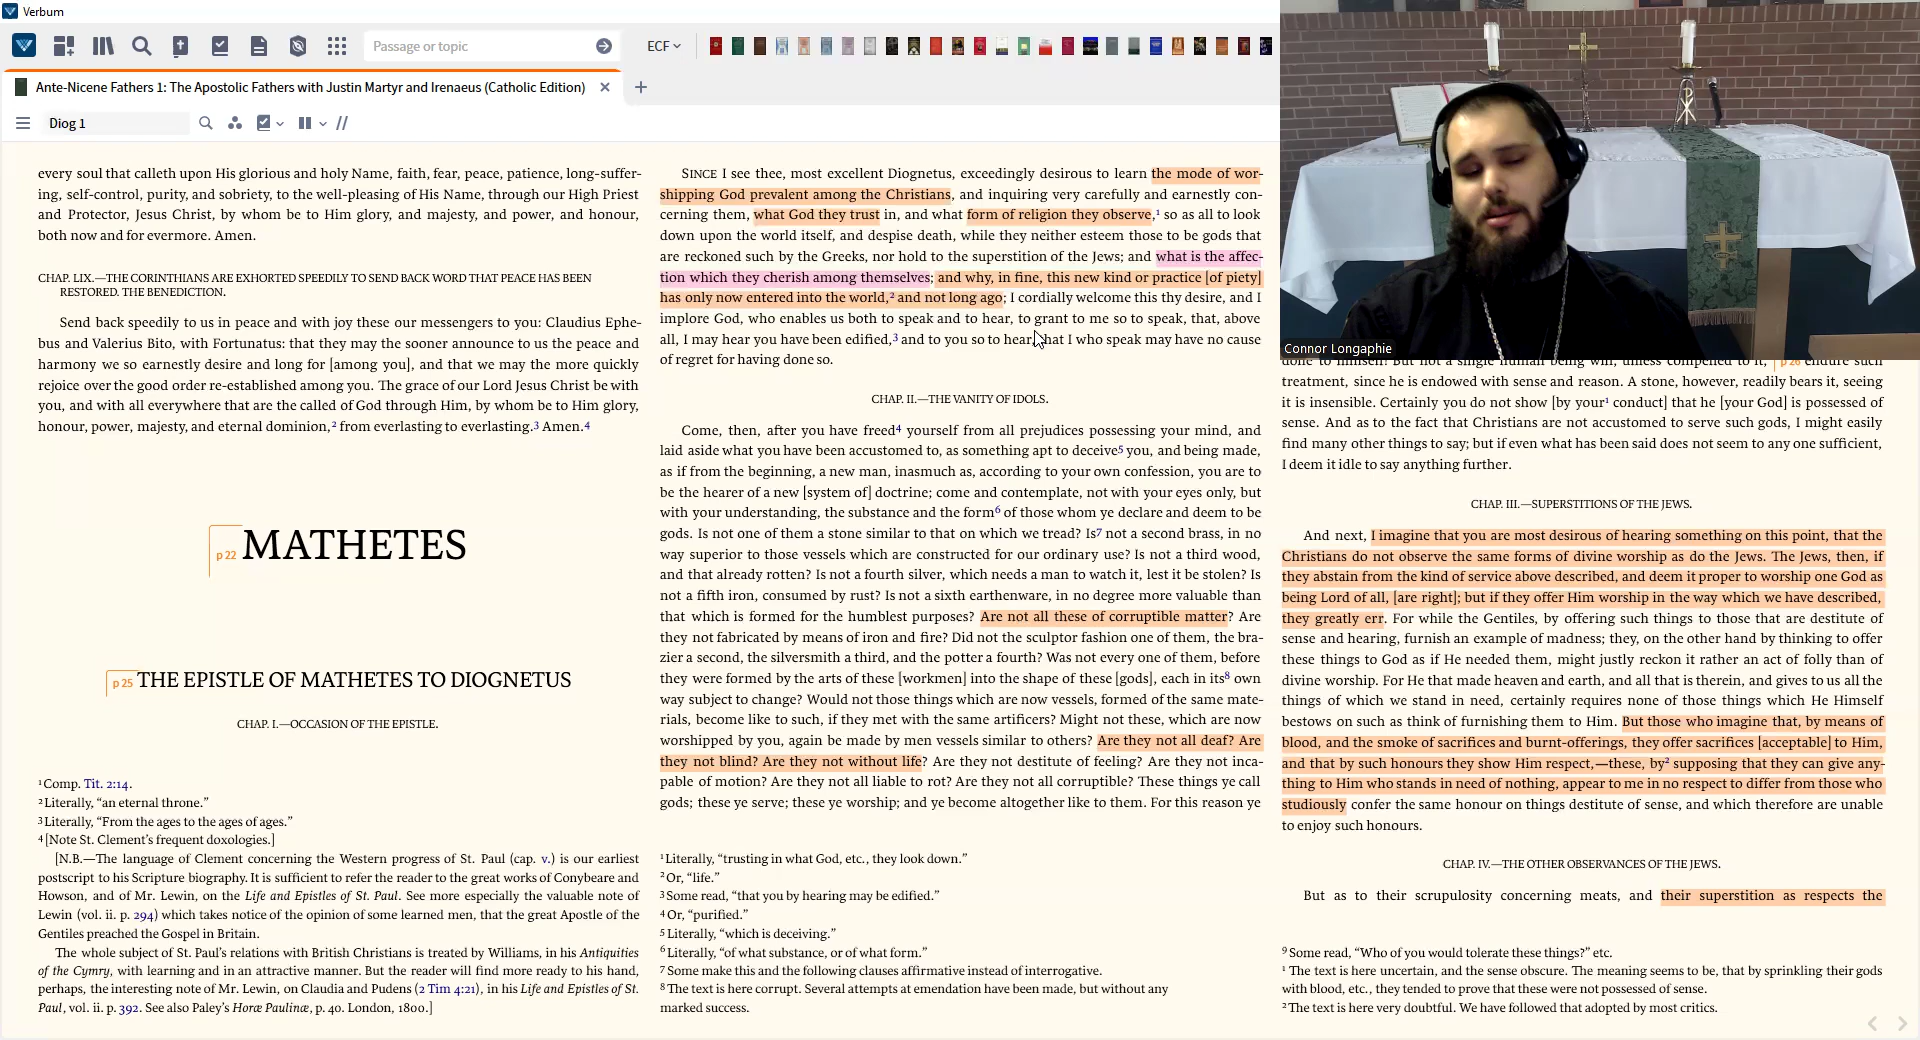 Verbum
Passage or topic
ECF
Ante-Nicene Fathers 1: The Apostolic Fathers with Justin Martyr and Irenaeus (Catholic Edition)
Diog 1
every soul that calleth upon His glorious and holy Name, faith, fear, peace, patience, long-suffer-
ing, self-control, purity, and sobriety, to the well-pleasing of His Name, through our High Priest
and Protector, Jesus Christ, by whom be to Him glory, and majesty, and power, and honour,
both now and for evermore. Amen.
CHAP. LIX.—THE CORINTHIANS ARE EXHORTED SPEEDILY TO SEND BACK WORD THAT PEACE HAS BEEN
RESTORED. THE BENEDICTION.
Send back speedily to us in peace and with joy these our messengers to you: Claudius Ephe-
bus and Valerius Bito, with Fortunatus: that they may the sooner announce to us the peace and
harmony we so earnestly desire and long for [among you], and that we may the more quickly
rejoice over the good order re-established among you. The grace of our Lord Jesus Christ be with
you, and with all everywhere that are the called of God through Him, by whom be to Him glory,
honour, power, majesty, and eternal dominion,2 from everlasting to everlasting.3 Amen.4
p 22 MATHETES
p 25 THE EPISTLE OF MATHETES TO DIOGNETUS
CHAP. I.—OCCASION OF THE EPISTLE.
1 Comp. Tit. 2:14.
2 Literally, “an eternal throne.”
3 Literally, “From the ages to the ages of ages.”
4 [Note St. Clement’s frequent doxologies.]
[N.B.—The language of Clement concerning the Western progress of St. Paul (cap. v.) is our earliest
postscript to his Scripture biography. It is sufficient to refer the reader to the great works of Conybeare and
Howson, and of Mr. Lewin, on the Life and Epistles of St. Paul. See more especially the valuable note of
Lewin (vol. ii. p. 294) which takes notice of the opinion of some learned men, that the great Apostle of the
Gentiles preached the Gospel in Britain.
The whole subject of St. Paul’s relations with British Christians is treated by Williams, in his Antiquities
of the Cymry, with learning and in an attractive manner. But the reader will find more ready to his hand,
perhaps, the interesting note of Mr. Lewin, on Claudia and Pudens (2 Tim 4:21), in his Life and Epistles of St.
Paul, vol. ii. p. 392. See also Paley’s Horæ Paulinæ, p. 40. London, 1800.]
SINCE I see thee, most excellent Diognetus, exceedingly desirous to learn the mode of wor-
shipping God prevalent among the Christians, and inquiring very carefully and earnestly con-
cerning them, what God they trust in, and what form of religion they observe,1 so as all to look
down upon the world itself, and despise death, while they neither esteem those to be gods that
are reckoned such by the Greeks, nor hold to the superstition of the Jews; and what is the affec-
tion which they cherish among themselves; and why, in fine, this new kind or practice [of piety]
has only now entered into the world,2 and not long ago; I cordially welcome this thy desire, and I
implore God, who enables us both to speak and to hear, to grant to me so to speak, that, above
all, I may hear you have been edified,3 and to you so to hear, that I who speak may have no cause
of regret for having done so.
CHAP. II.—THE VANITY OF IDOLS.
Come, then, after you have freed4 yourself from all prejudices possessing your mind, and
laid aside what you have been accustomed to, as something apt to deceive5 you, and being made,
as if from the beginning, a new man, inasmuch as, according to your own confession, you are to
be the hearer of a new [system of] doctrine; come and contemplate, not with your eyes only, but
with your understanding, the substance and the form6 of those whom ye declare and deem to be
gods. Is not one of them a stone similar to that on which we tread? Is7 not a second brass, in no
way superior to those vessels which are constructed for our ordinary use? Is not a third wood,
and that already rotten? Is not a fourth silver, which needs a man to watch it, lest it be stolen? Is
not a fifth iron, consumed by rust? Is not a sixth earthenware, in no degree more valuable than
that which is formed for the humblest purposes? Are not all these of corruptible matter? Are
they not fabricated by means of iron and fire? Did not the sculptor fashion one of them, the bra-
zier a second, the silversmith a third, and the potter a fourth? Was not every one of them, before
they were formed by the arts of these [workmen] into the shape of these [gods], each in its8 own
way subject to change? Would not those things which are now vessels, formed of the same mate-
rials, become like to such, if they met with the same artificers? Might not these, which are now
worshipped by you, again be made by men vessels similar to others? Are they not all deaf? Are
they not blind? Are they not without life? Are they not destitute of feeling? Are they not inca-
pable of motion? Are they not all liable to rot? Are they not all corruptible? These things ye call
gods; these ye serve; these ye worship; and ye become altogether like to them. For this reason ye
1 Literally, “trusting in what God, etc., they look down.”
2 Or, “life.”
3 Some read, “that you by hearing may be edified.”
4 Or, “purified.”
5 Literally, “which is deceiving.”
6 Literally, “of what substance, or of what form.”
7 Some make this and the following clauses affirmative instead of interrogative.
8 The text is here corrupt. Several attempts at emendation have been made, but without any
marked success.
Connor Longaphie
done to himself. But not a single human being will, unless compelled to it, p 26 endure such
treatment, since he is endowed with sense and reason. A stone, however, readily bears it, seeing
it is insensible. Certainly you do not show [by your1 conduct] that he [your God] is possessed of
sense. And as to the fact that Christians are not accustomed to serve such gods, I might easily
find many other things to say; but if even what has been said does not seem to any one sufficient,
I deem it idle to say anything further.
CHAP. III.—SUPERSTITIONS OF THE JEWS.
And next, I imagine that you are most desirous of hearing something on this point, that the
Christians do not observe the same forms of divine worship as do the Jews. The Jews, then, if
they abstain from the kind of service above described, and deem it proper to worship one God as
being Lord of all, [are right]; but if they offer Him worship in the way which we have described,
they greatly err. For while the Gentiles, by offering such things to those that are destitute of
sense and hearing, furnish an example of madness; they, on the other hand by thinking to offer
these things to God as if He needed them, might justly reckon it rather an act of folly than of
divine worship. For He that made heaven and earth, and all that is therein, and gives to us all the
things of which we stand in need, certainly requires none of those things which He Himself
bestows on such as think of furnishing them to Him. But those who imagine that, by means of
blood, and the smoke of sacrifices and burnt-offerings, they offer sacrifices [acceptable] to Him,
and that by such honours they show Him respect,—these, by2 supposing that they can give any-
thing to Him who stands in need of nothing, appear to me in no respect to differ from those who
studiously confer the same honour on things destitute of sense, and which therefore are unable
to enjoy such honours.
CHAP. IV.—THE OTHER OBSERVANCES OF THE JEWS.
But as to their scrupulosity concerning meats, and their superstition as respects the
9 Some read, “Who of you would tolerate these things?” etc.
1 The text is here uncertain, and the sense obscure. The meaning seems to be, that by sprinkling their gods
with blood, etc., they tended to prove that these were not possessed of sense.
2 The text is here very doubtful. We have followed that adopted by most critics.